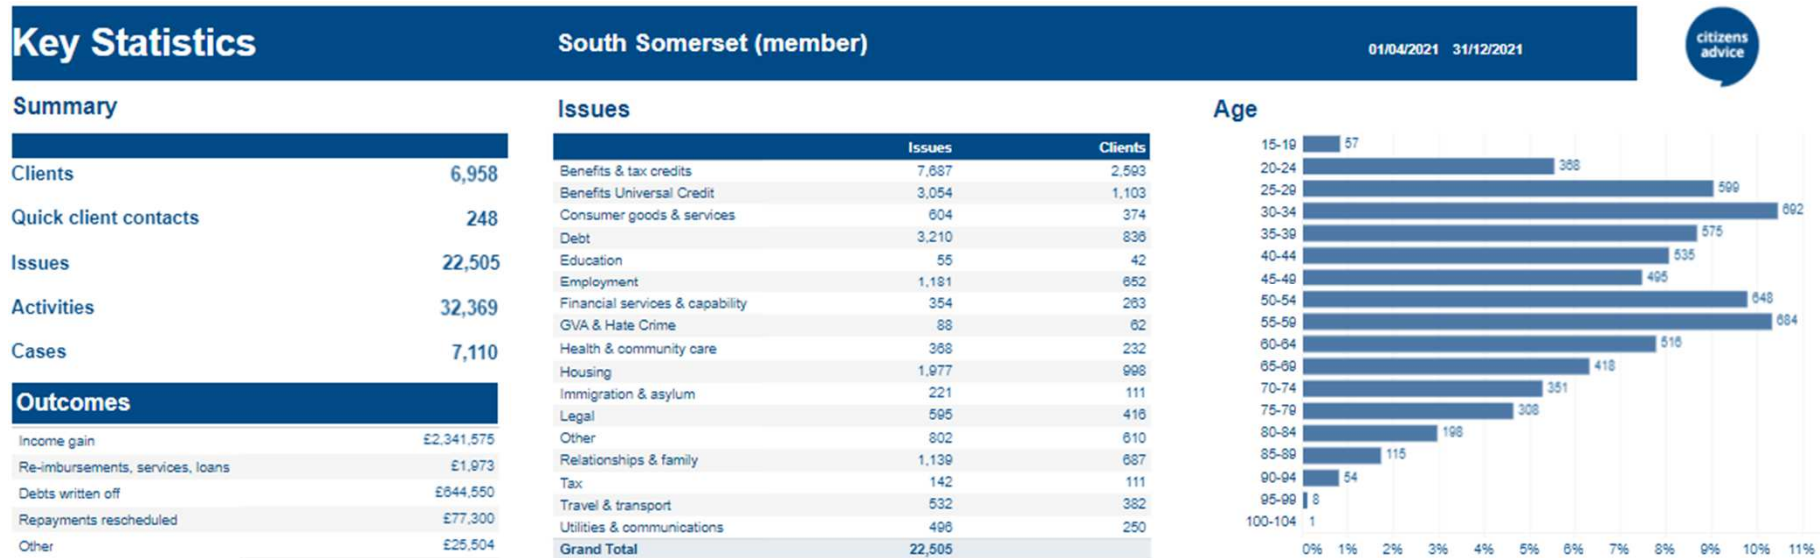 Key Statistics
South Somerset (member)
01/04/2021 31/12/2021
citizens
advice
Summary
Clients 6,958
Quick client contacts 248
Issues 22,505
Activities 32,369
Cases 7,110
Outcomes
Income gain £2,341,575
Re-imbursements, services, loans £1,973
Debts written off £644,550
Repayments rescheduled £77,300
Other £25,504
Issues
Issues Clients
Benefits & tax credits 7,687 2,593
Benefits Universal Credit 3,054 1,103
Consumer goods & services 604 374
Debt 3,210 836
Education 55 42
Employment 1,181 652
Financial services & capability 354 263
GVA & Hate Crime 88 62
Health & community care 368 232
Housing 1,977 998
Immigration & asylum 221 111
Legal 595 416
Other 802 610
Relationships & family 1,139 687
Tax 142 111
Travel & transport 532 382
Utilities & communications 496 250
Grand Total 22,505
Age
15-19 57
20-24 368
25-29 599
30-34 692
35-39 575
40-44 535
45-49 495
50-54 648
55-59 684
60-64 516
65-69 418
70-74 351
75-79 308
80-84 198
85-89 115
90-94 54
95-99 8
100-104 1
0% 1% 2% 3% 4% 5% 6% 7% 8% 9% 10% 11%